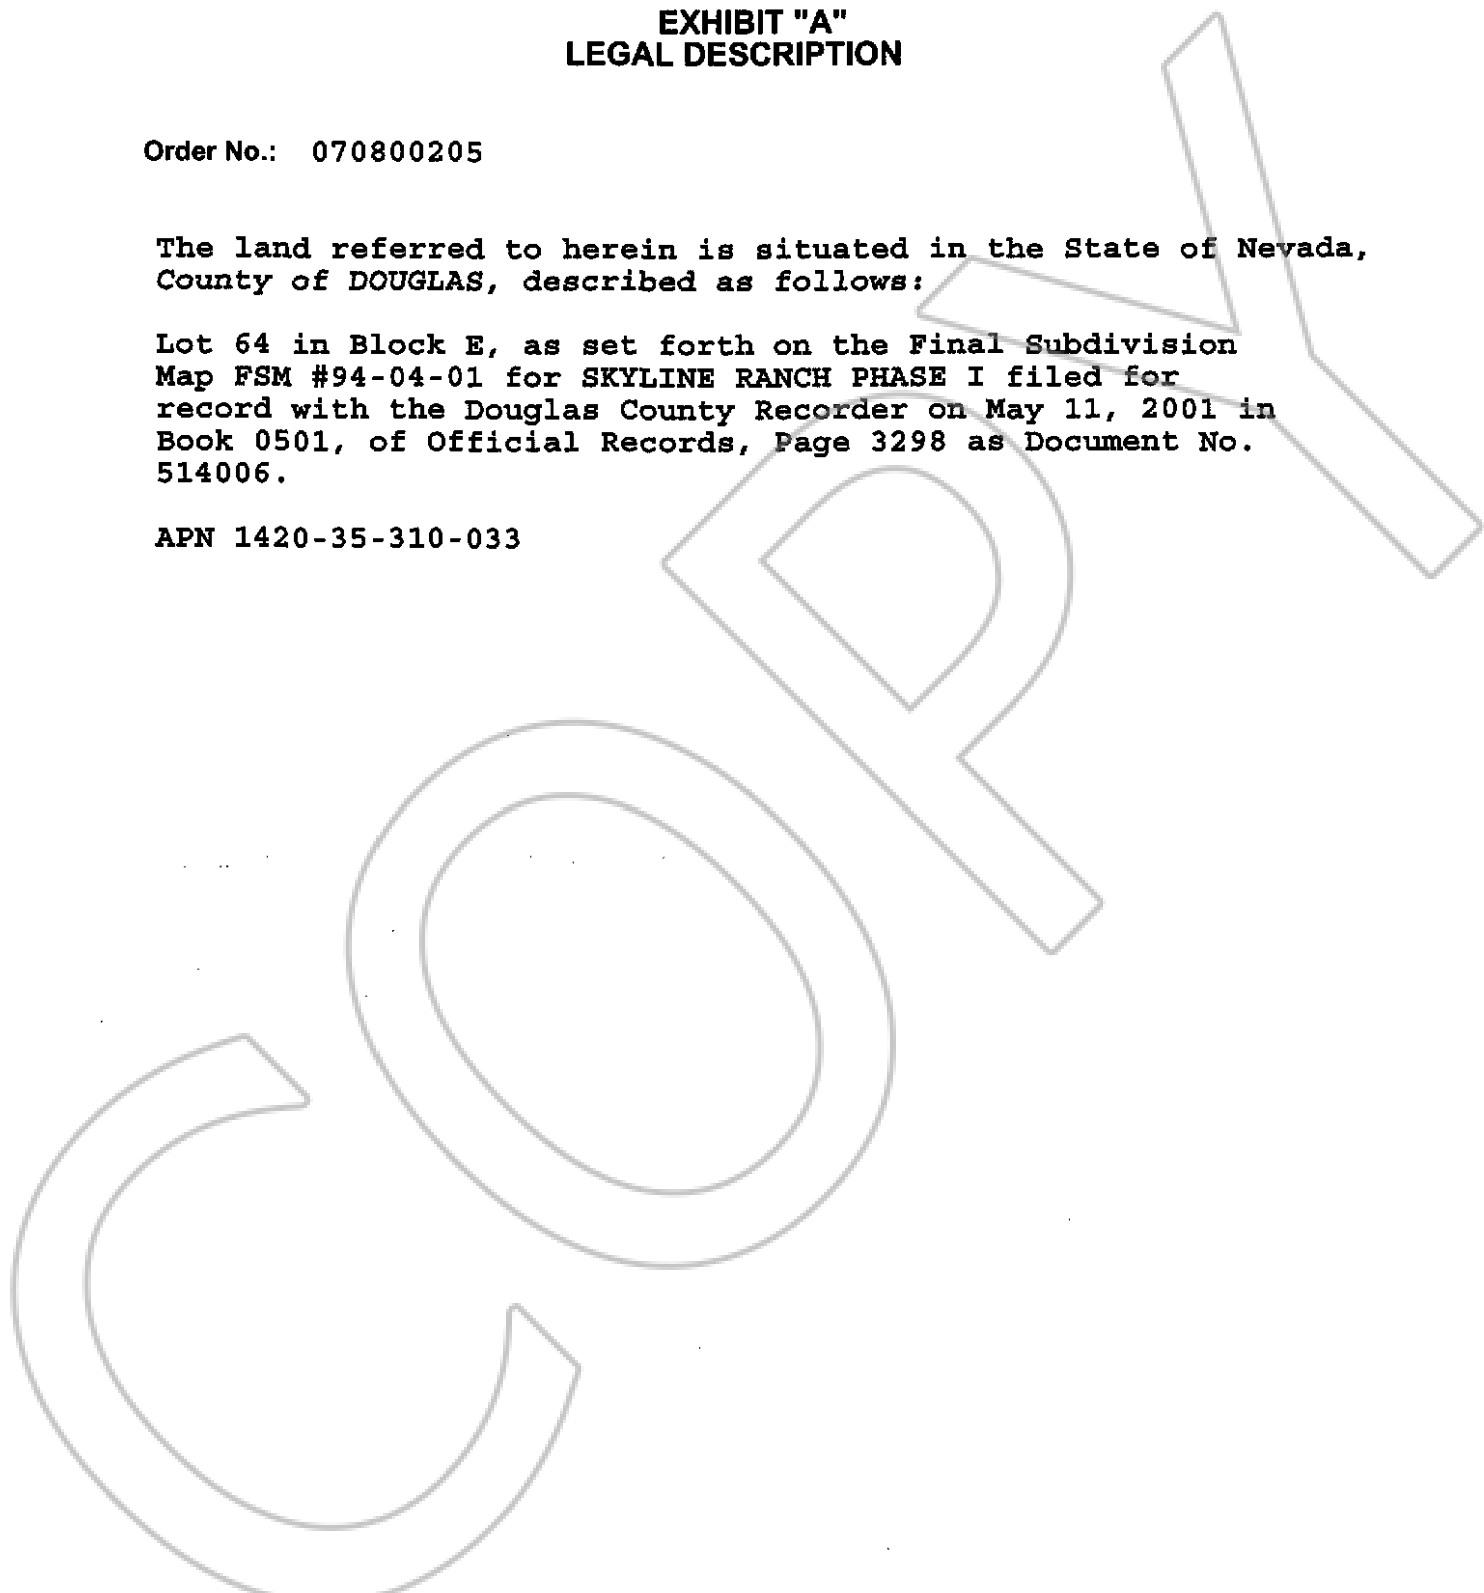 EXHIBIT "A"
LEGAL DESCRIPTION
Order No.: 070800205
The land referred to herein is situated in the State of Nevada,
County of DOUGLAS, described as follows:
Lot 64 in Block E, as set forth on the Final Subdivision
Map FSM #94-04-01 for SKYLINE RANCH PHASE I filed for
record with the Douglas County Recorder on May 11, 2001 in
Book 0501, of Official Records, Page 3298 as Document No.
514006.
APN 1420-35-310-033
COPY